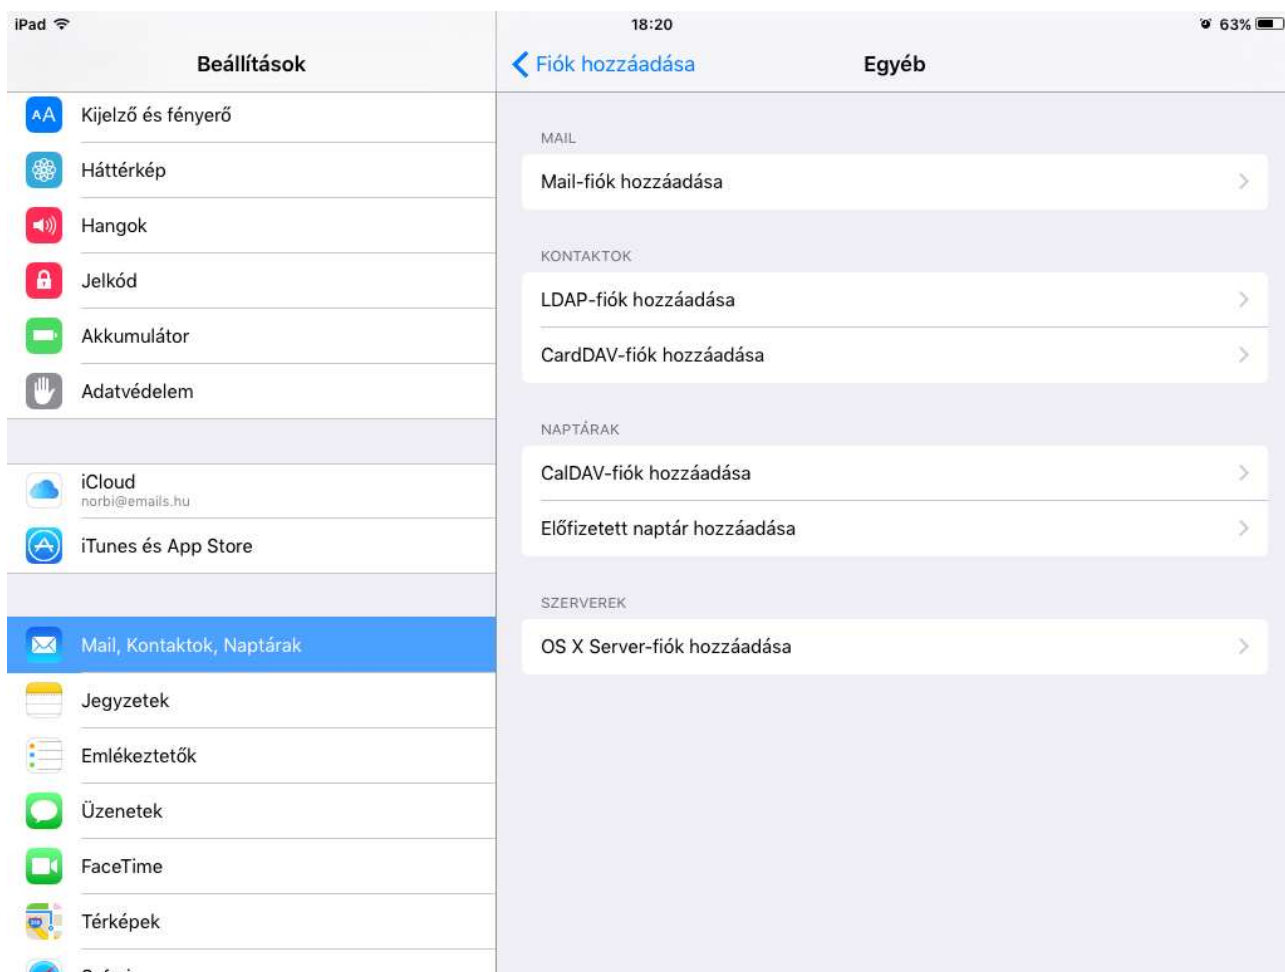 iPad 18:20 63%
Beállítások
Kijelző és fényerő
Háttérkép
Hangok
Jelkód
Akkumulátor
Adatvédelem
iCloud
norbi@emails.hu
iTunes és App Store
Mail, Kontaktok, Naptárak
Jegyzetek
Emlékeztetők
Üzenetek
FaceTime
Térképek
Fiók hozzáadása
Egyéb
MAIL
Mail-fiók hozzáadása
KONTAKTOK
LDAP-fiók hozzáadása
CardDAV-fiók hozzáadása
NAPTÁRAK
CalDAV-fiók hozzáadása
Előfizetett naptár hozzáadása
SZERVEREK
OS X Server-fiók hozzáadása